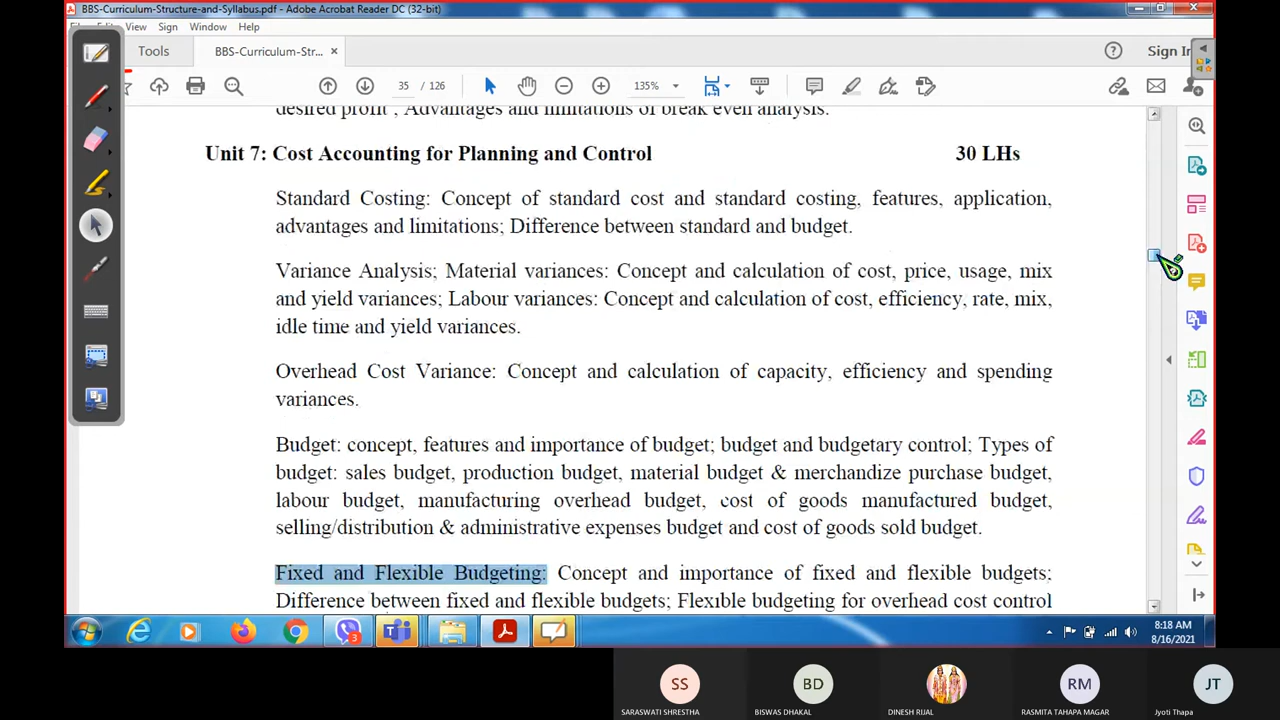 BBS-Curriculum-Structure-and-Syllabus.pdf - Adobe Acrobat Reader DC (32-bit)
View Sign Window Help
Tools
BBS-Curriculum-Str... ×
Sign In
35 / 126
135%
desired profit , Advantages and limitations of break even analysis.
Unit 7: Cost Accounting for Planning and Control 30 LHs
Standard Costing: Concept of standard cost and standard costing, features, application,
advantages and limitations; Difference between standard and budget.
Variance Analysis; Material variances: Concept and calculation of cost, price, usage, mix
and yield variances; Labour variances: Concept and calculation of cost, efficiency, rate, mix,
idle time and yield variances.
Overhead Cost Variance: Concept and calculation of capacity, efficiency and spending
variances.
Budget: concept, features and importance of budget; budget and budgetary control; Types of
budget: sales budget, production budget, material budget & merchandize purchase budget,
labour budget, manufacturing overhead budget, cost of goods manufactured budget,
selling/distribution & administrative expenses budget and cost of goods sold budget.
Fixed and Flexible Budgeting: Concept and importance of fixed and flexible budgets;
Difference between fixed and flexible budgets; Flexible budgeting for overhead cost control
3
8:18 AM
8/16/2021
SS
BD
RM
JT
SARASWATI SHRESTHA
BISWAS DHAKAL
DINESH RIJAL
RASMITA TAHAPA MAGAR
Jyoti Thapa